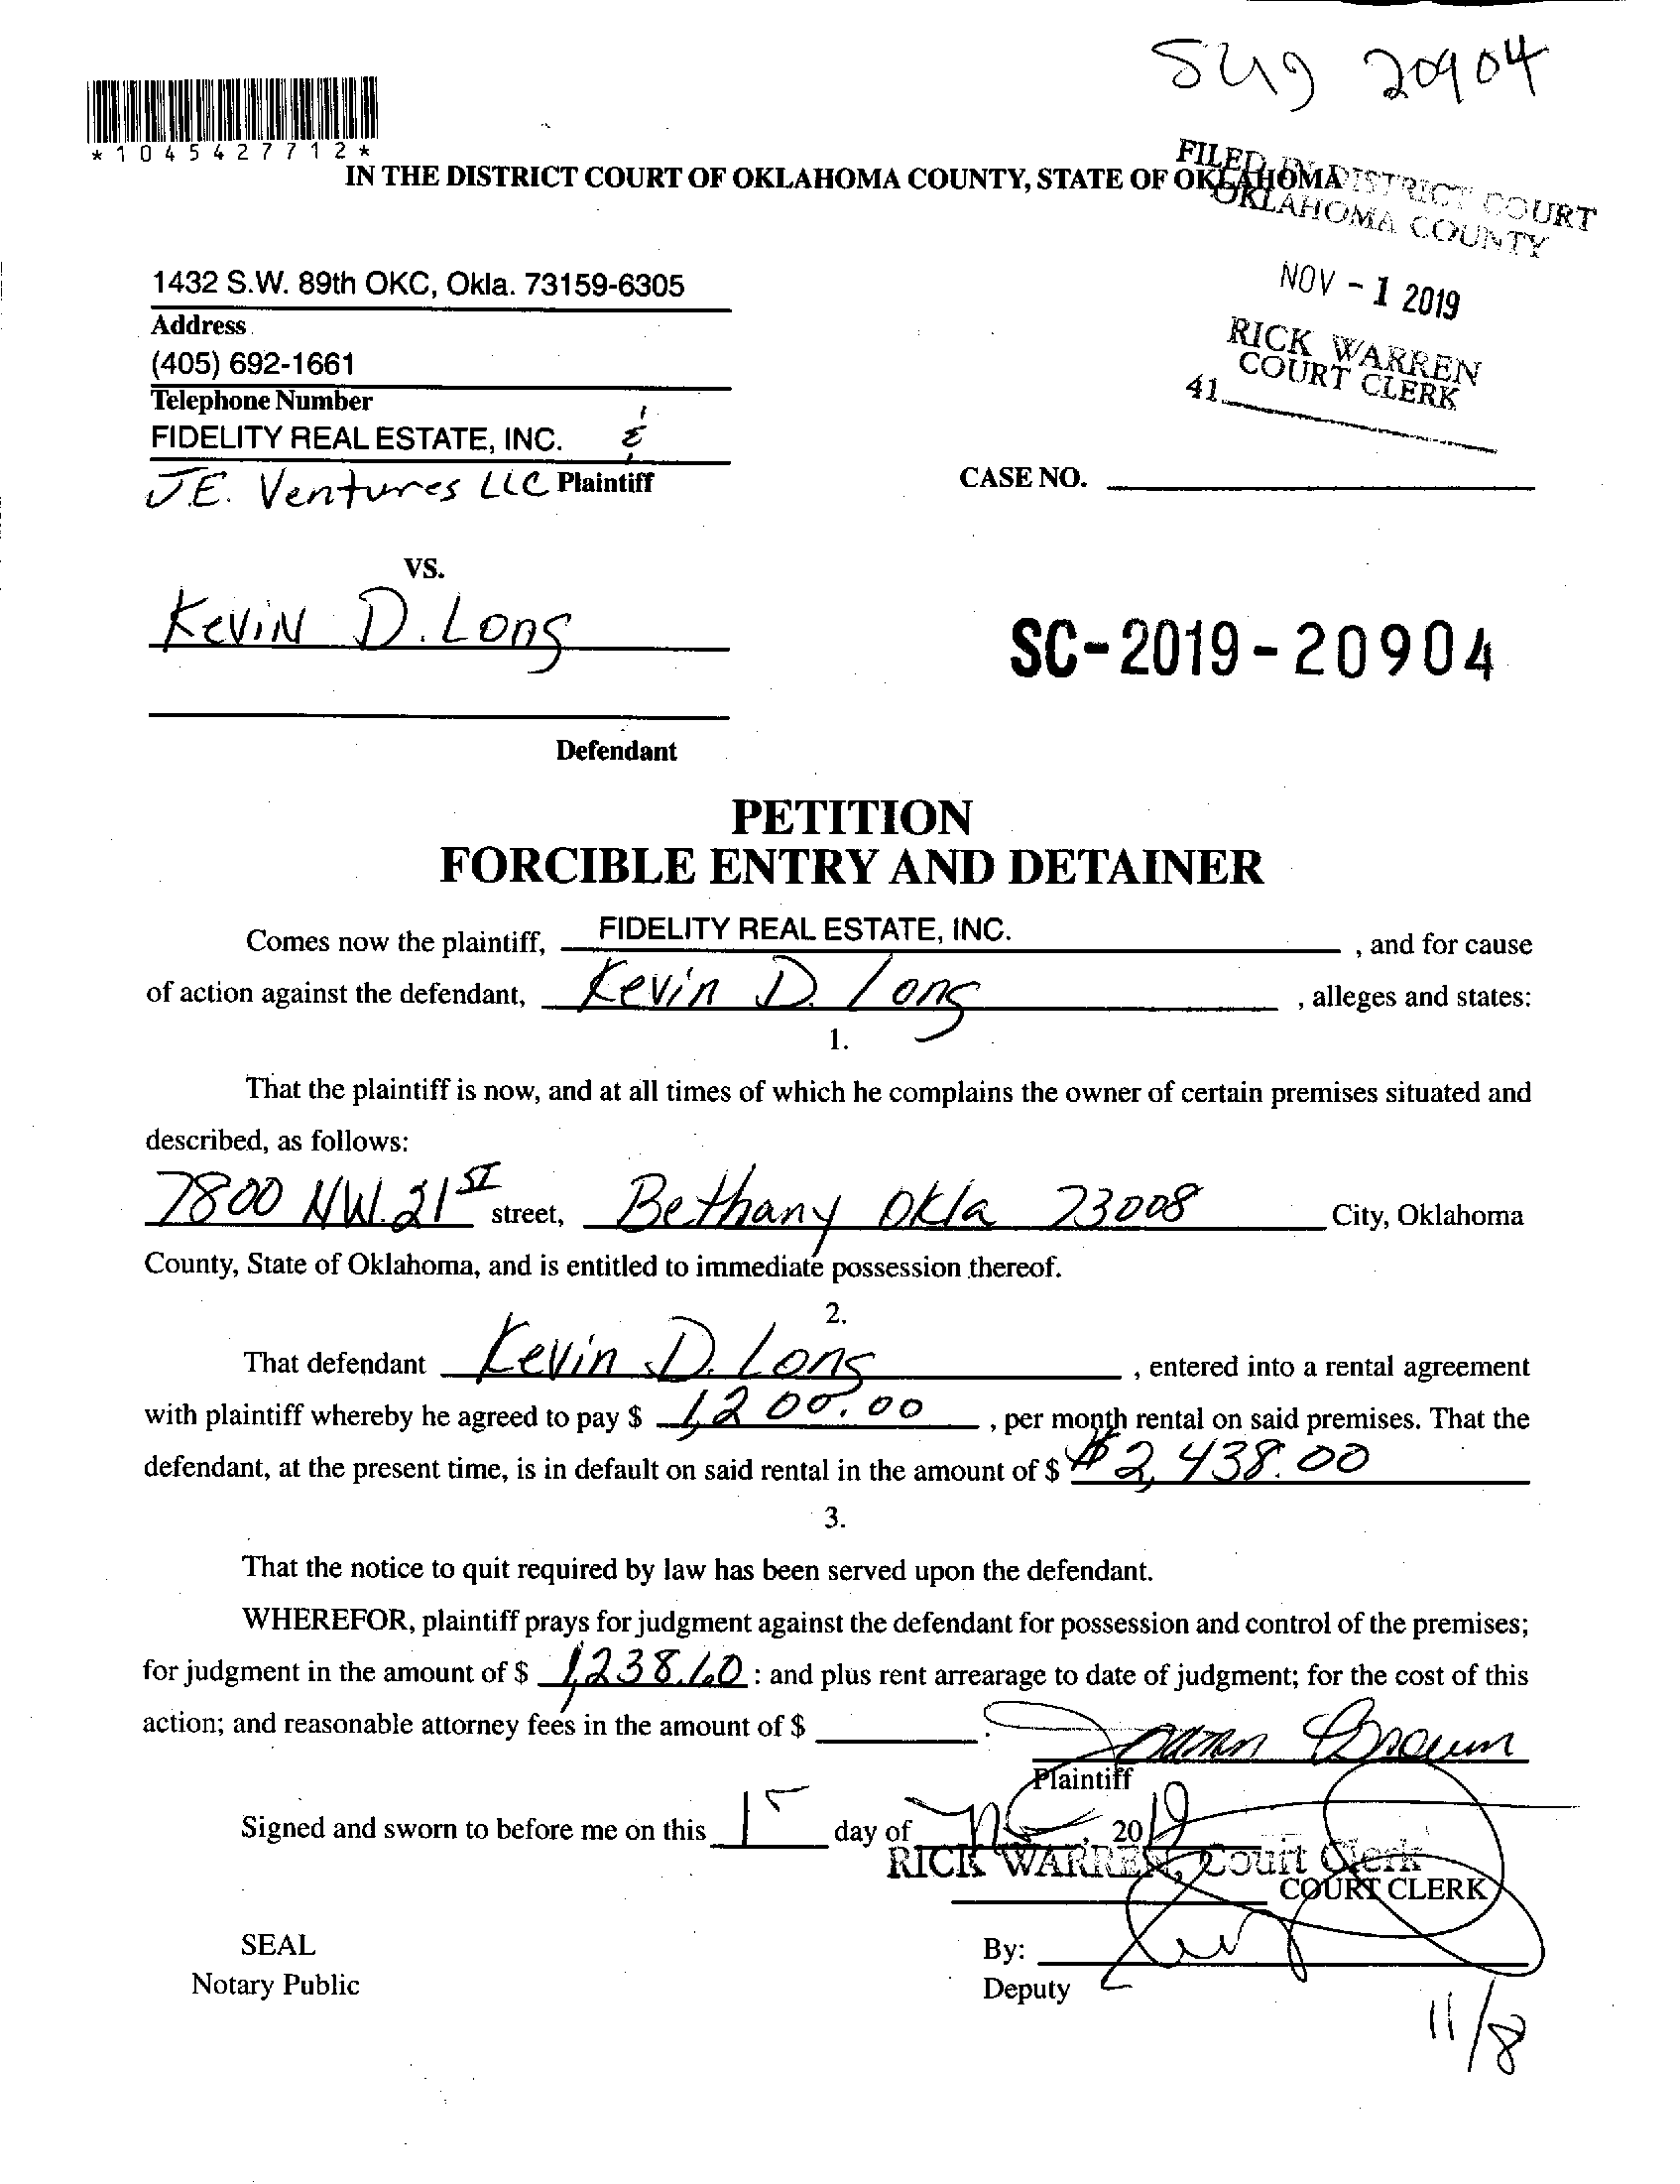 S419 20904
*1045427712*
IN THE DISTRICT COURT OF OKLAHOMA COUNTY, STATE OF OKLAHOMA
FILED IN DISTRICT COURT
OKLAHOMA COUNTY
NOV - 1 2019
RICK WARREN
COURT CLERK
41
1432 S.W. 89th OKC, Okla. 73159-6305
Address
(405) 692-1661
Telephone Number
FIDELITY REAL ESTATE, INC. &
J.E. Ventures LLC Plaintiff
CASE NO.
VS.
Kevin D. Long
SC-2019-20904
Defendant
PETITION
FORCIBLE ENTRY AND DETAINER
Comes now the plaintiff, FIDELITY REAL ESTATE, INC. , and for cause
of action against the defendant, Kevin D. Long , alleges and states:
1.
That the plaintiff is now, and at all times of which he complains the owner of certain premises situated and
described, as follows:
7800 NW. 21ST street, Bethany Okla 73008 City, Oklahoma
County, State of Oklahoma, and is entitled to immediate possession thereof.
2.
That defendant Kevin D. Long , entered into a rental agreement
with plaintiff whereby he agreed to pay $ 1,200.00 , per month rental on said premises. That the
defendant, at the present time, is in default on said rental in the amount of $ $2,438.00
3.
That the notice to quit required by law has been served upon the defendant.
WHEREFOR, plaintiff prays for judgment against the defendant for possession and control of the premises;
for judgment in the amount of $ 1,238.60 : and plus rent arrearage to date of judgment; for the cost of this
action; and reasonable attorney fees in the amount of $ .
Brown
Plaintiff
Signed and sworn to before me on this 1 day of , 2019
RICK WARREN, Court Clerk
COURT CLERK
SEAL
By:
Notary Public
Deputy
11/8